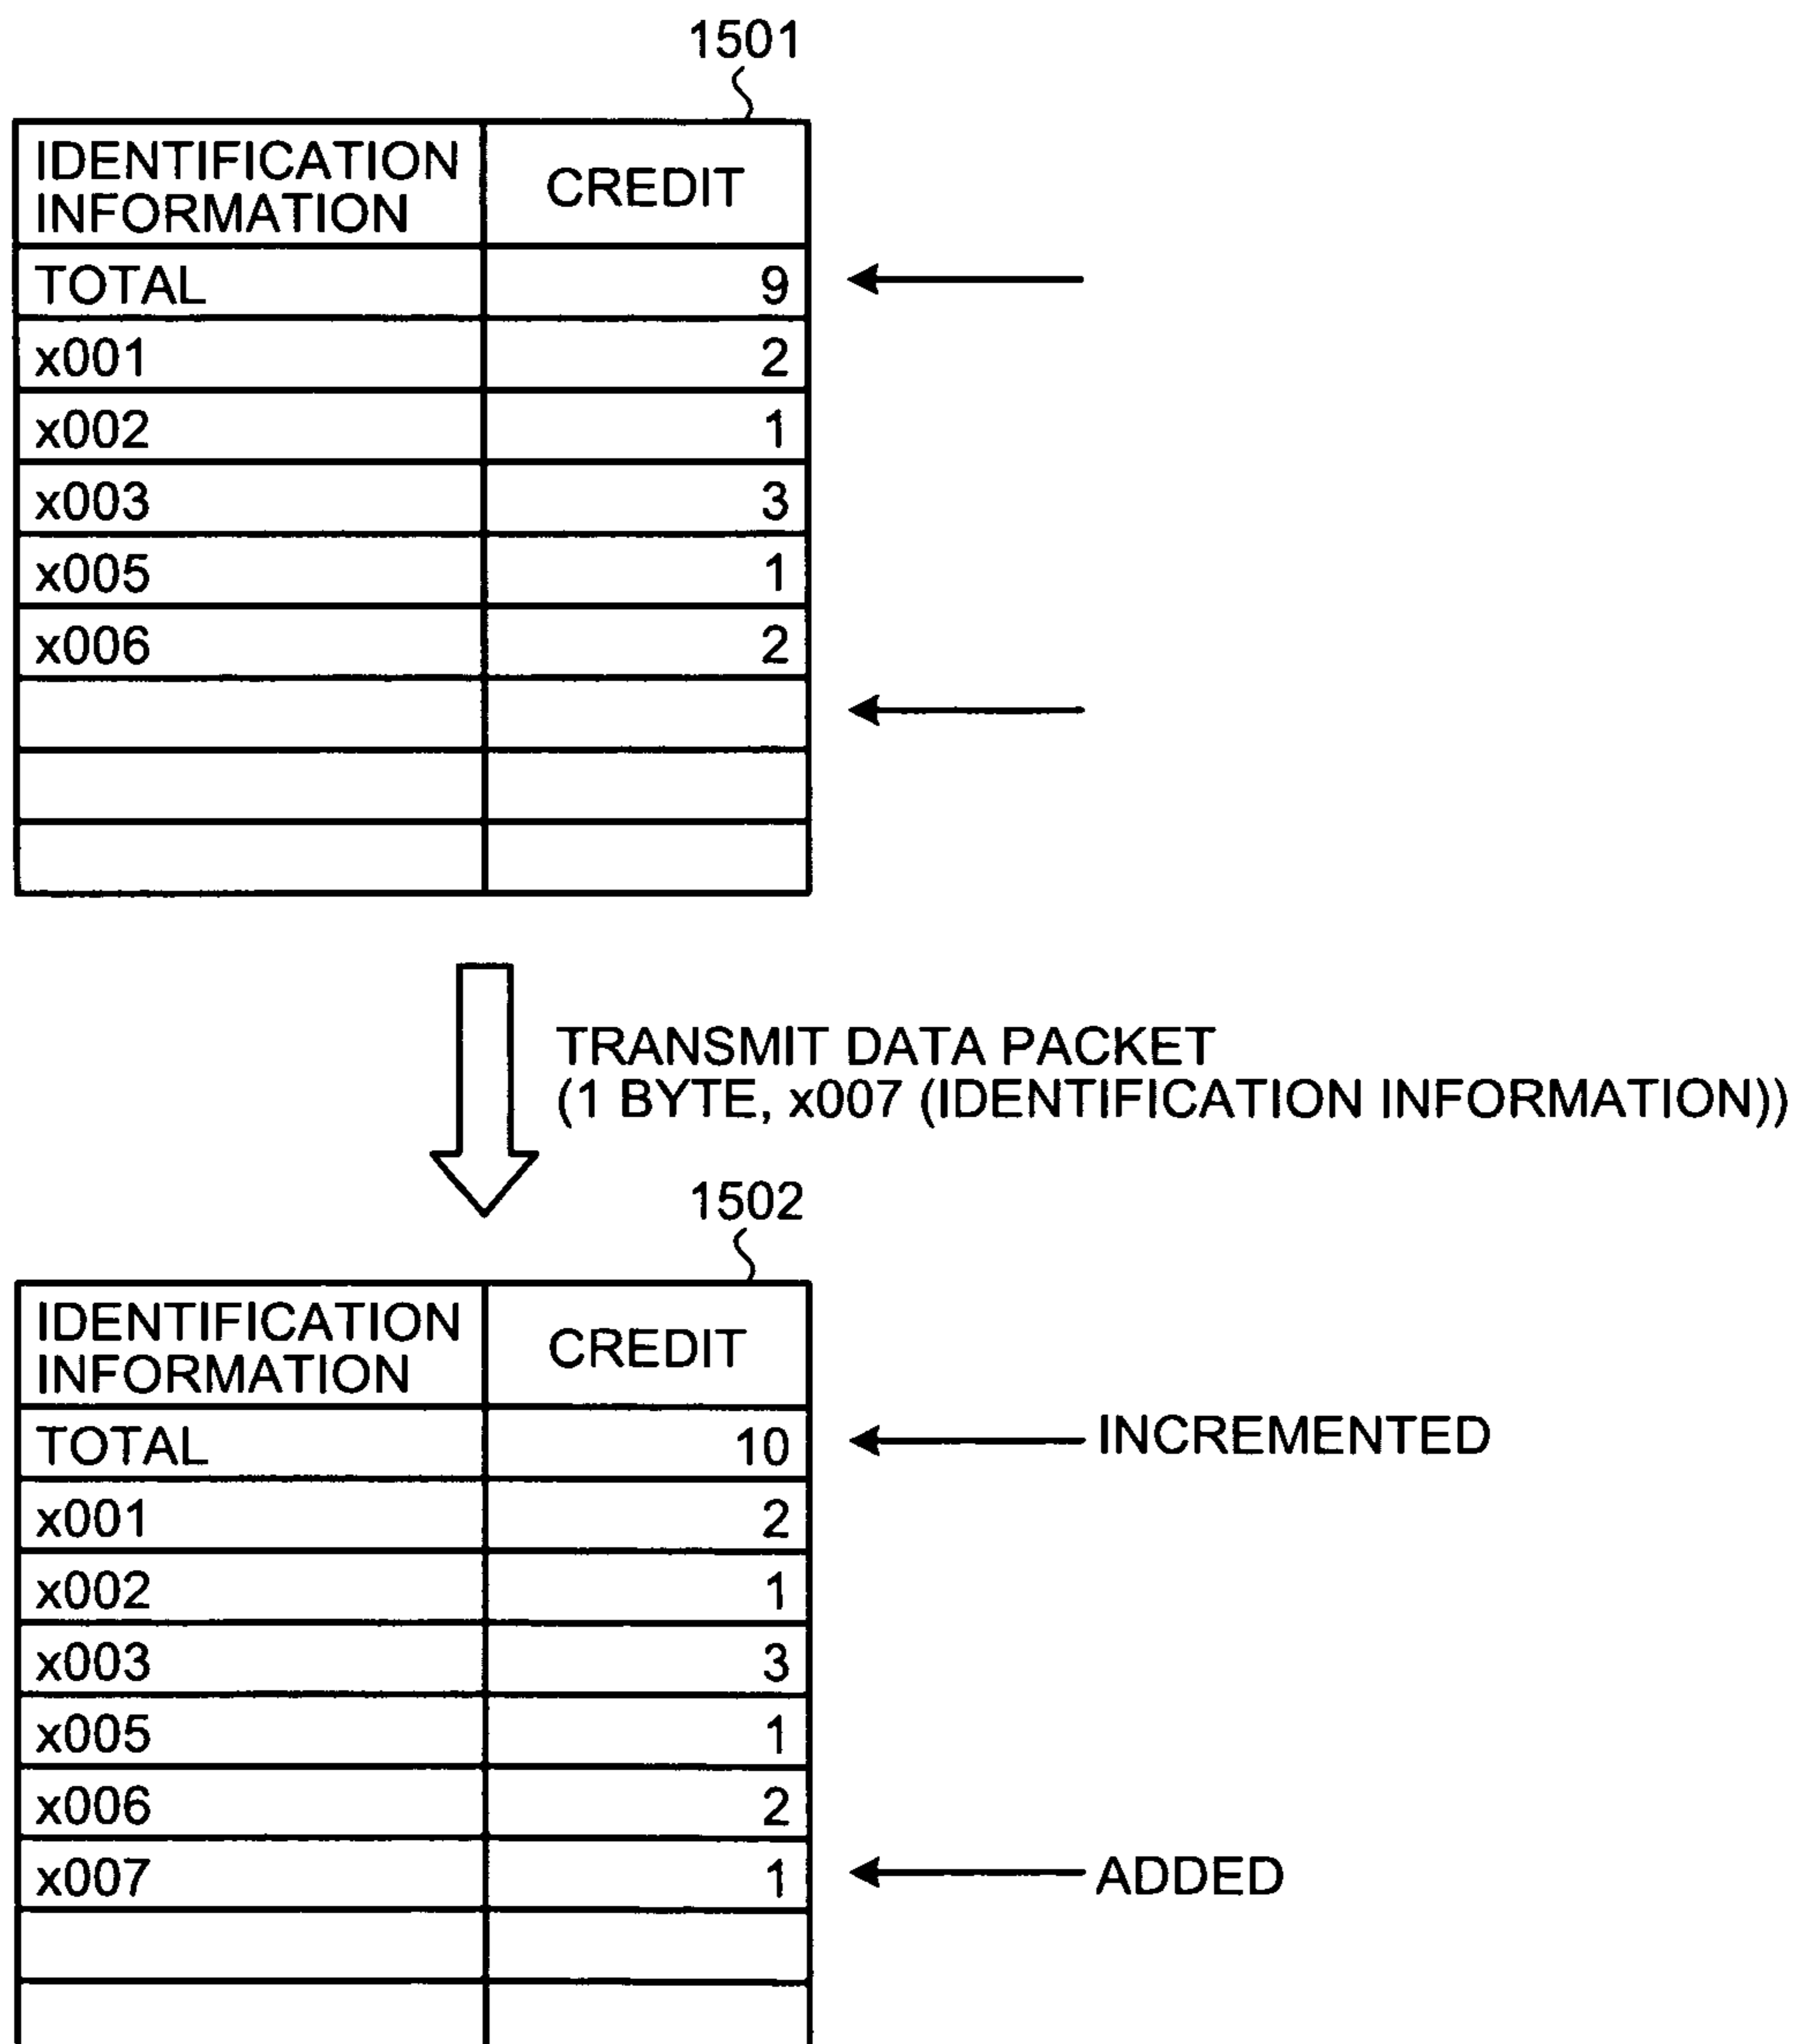 1501
IDENTIFICATION
INFORMATION
CREDIT
TOTAL 9
x001 2
x002 1
x003 3
x005 1
x006 2
TRANSMIT DATA PACKET
(1 BYTE, x007 (IDENTIFICATION INFORMATION))
1502
IDENTIFICATION
INFORMATION
CREDIT
TOTAL 10 INCREMENTED
x001 2
x002 1
x003 3
x005 1
x006 2
x007 1 ADDED